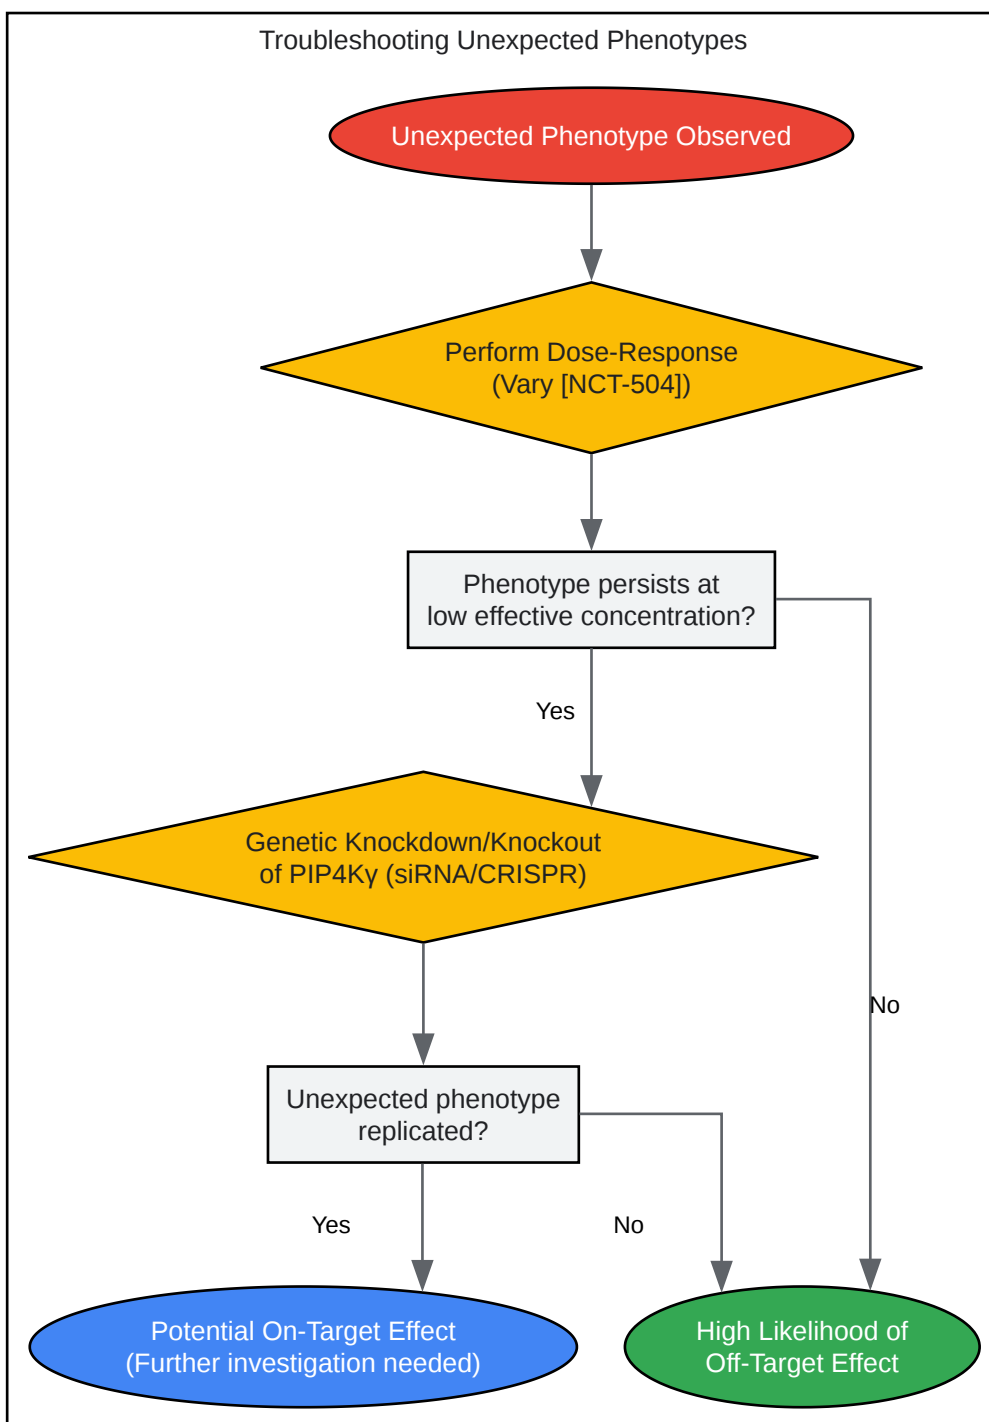 Troubleshooting Unexpected Phenotypes
Unexpected Phenotype Observed
Perform Dose-Response
(Vary [NCT-504])
Phenotype persists at
low effective concentration?
Yes
Genetic Knockdown/Knockout
of PIP4Kγ (siRNA/CRISPR)
No
Unexpected phenotype
replicated?
Yes
No
Potential On-Target Effect
(Further investigation needed)
High Likelihood of
Off-Target Effect